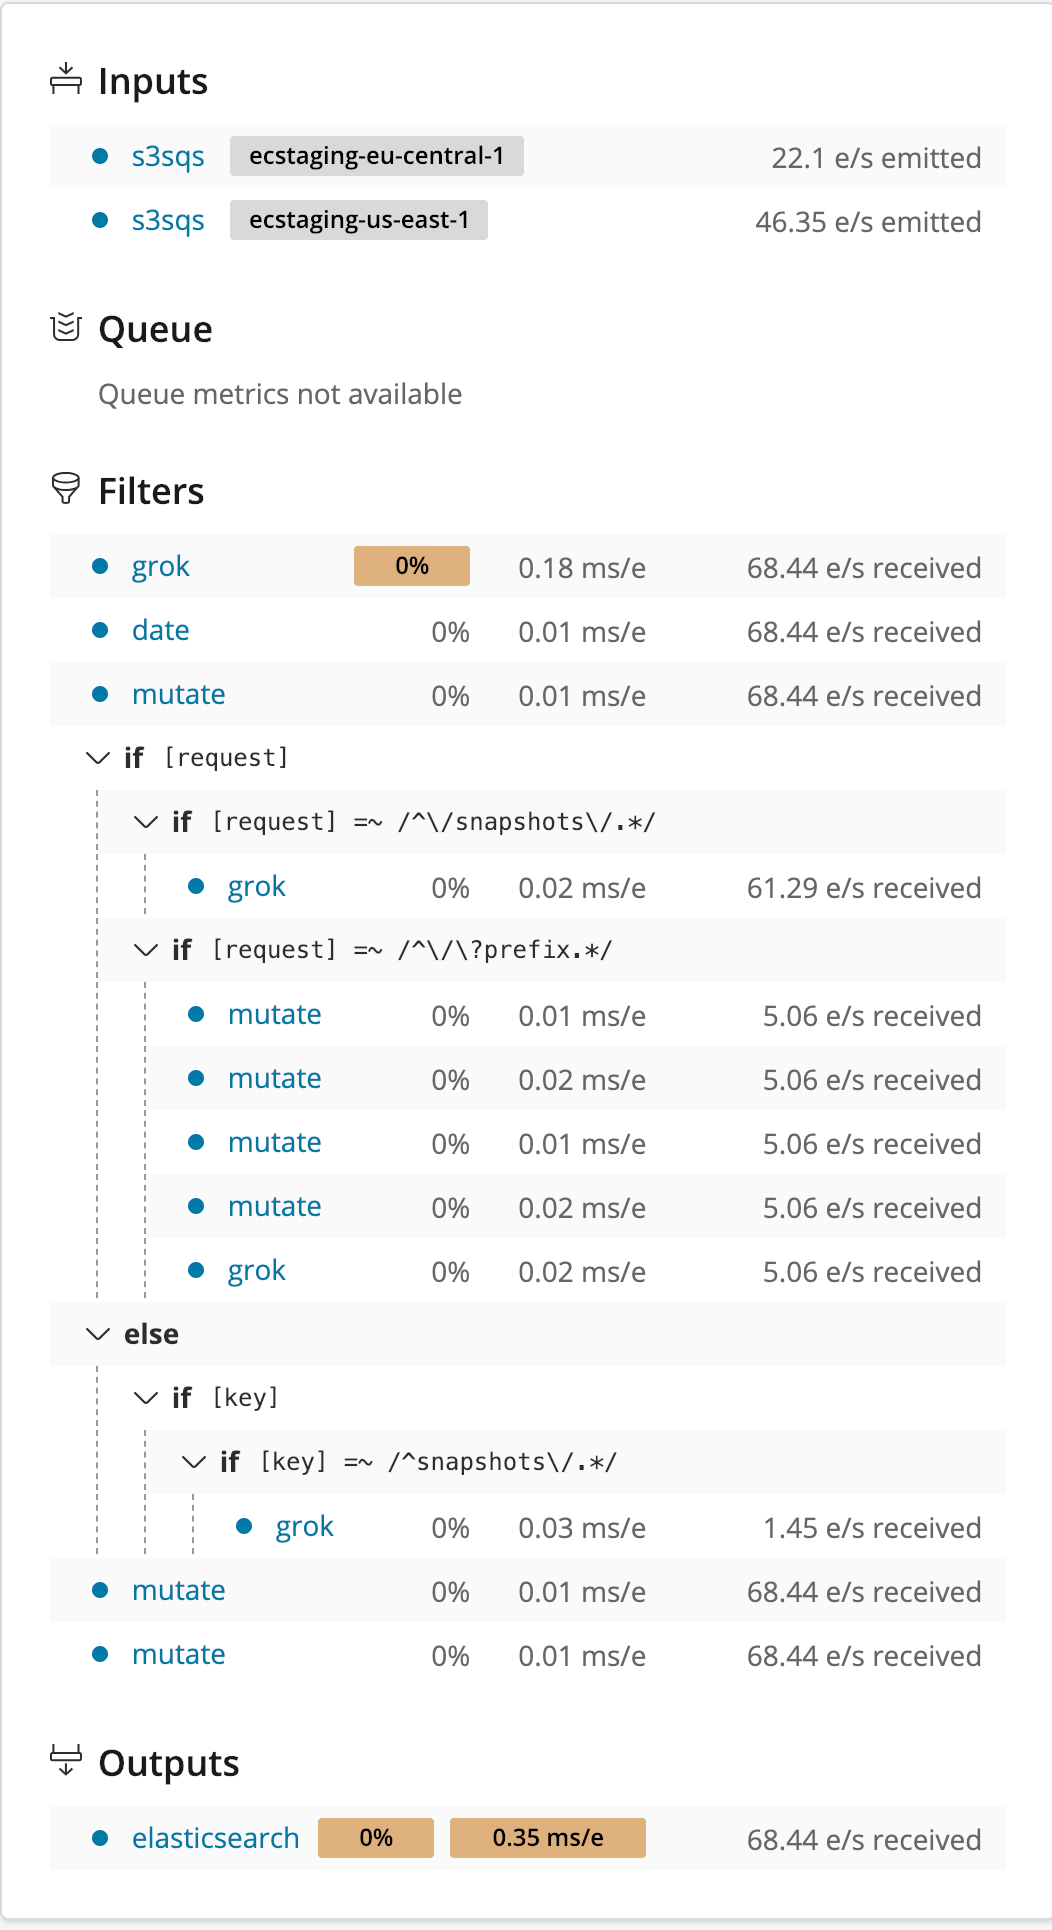 Inputs
s3sqs ecstaging-eu-central-1 22.1 e/s emitted
s3sqs ecstaging-us-east-1 46.35 e/s emitted
Queue
Queue metrics not available
Filters
grok 0% 0.18 ms/e 68.44 e/s received
date 0% 0.01 ms/e 68.44 e/s received
mutate 0% 0.01 ms/e 68.44 e/s received
if [request]
if [request] =~ /^\/snapshots\/.*/
grok 0% 0.02 ms/e 61.29 e/s received
if [request] =~ /^\/\?prefix.*/
mutate 0% 0.01 ms/e 5.06 e/s received
mutate 0% 0.02 ms/e 5.06 e/s received
mutate 0% 0.01 ms/e 5.06 e/s received
mutate 0% 0.02 ms/e 5.06 e/s received
grok 0% 0.02 ms/e 5.06 e/s received
else
if [key]
if [key] =~ /^snapshots\/.*/
grok 0% 0.03 ms/e 1.45 e/s received
mutate 0% 0.01 ms/e 68.44 e/s received
mutate 0% 0.01 ms/e 68.44 e/s received
Outputs
elasticsearch 0% 0.35 ms/e 68.44 e/s received